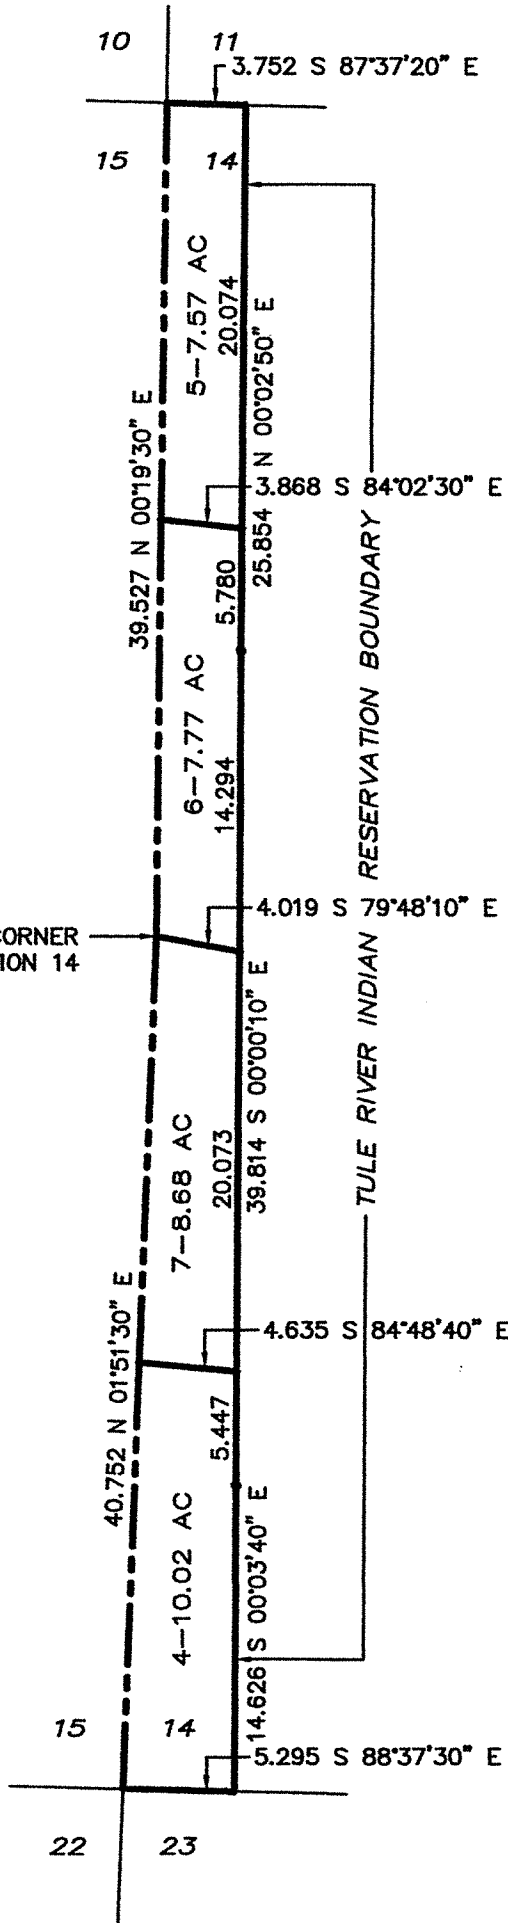 10
11
3.752 S 87°37'20" E
15
14
5–7.57 AC
20.074
25.854 N 00°02'50" E
39.527 N 00°19'30" E
3.868 S 84°02'30" E
5.780
6–7.77 AC
14.294
4.019 S 79°48'10" E
CORNER
ION 14
TULE RIVER INDIAN RESERVATION BOUNDARY
39.814 S 00°00'10" E
7–8.68 AC
20.073
4.635 S 84°48'40" E
40.752 N 01°51'30" E
5.447
4–10.02 AC
14.626 S 00°03'40" E
15
14
5.295 S 88°37'30" E
22
23